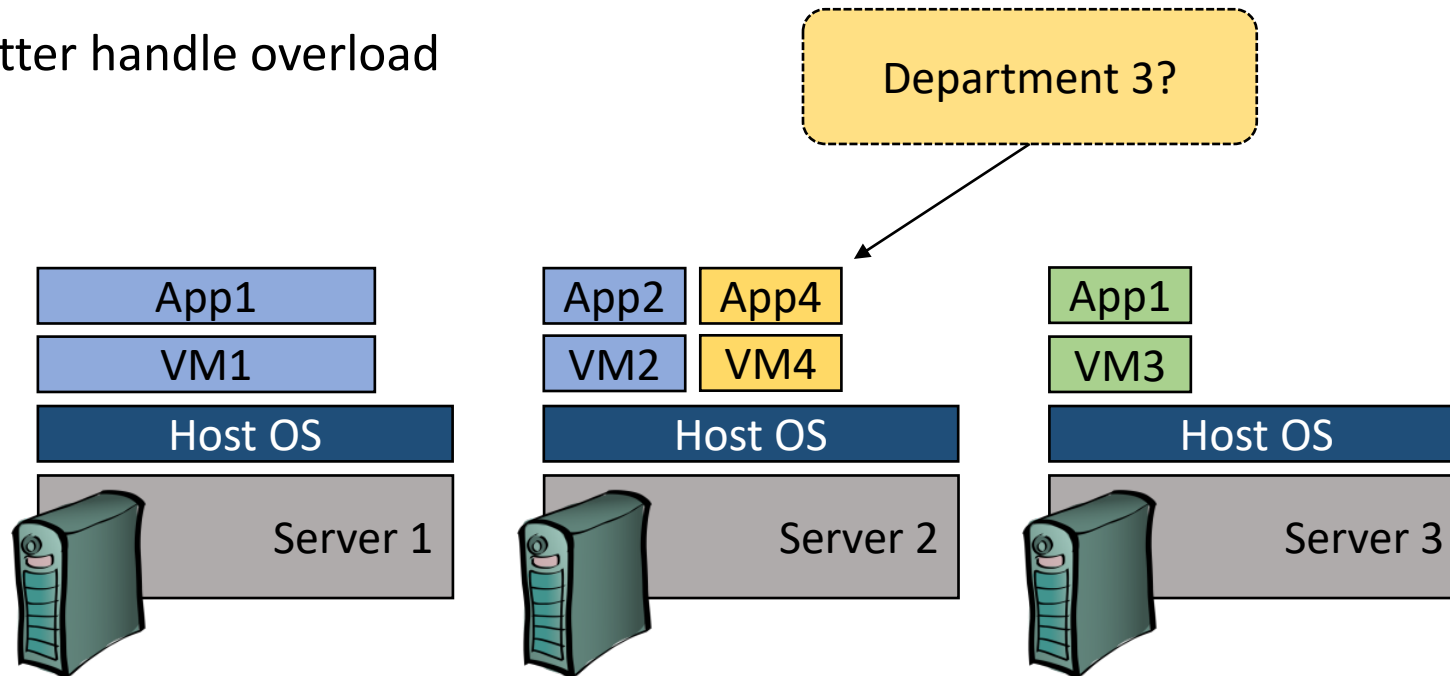 tter handle overload
Department 3?
App1
App2
App4
App1
VM1
VM2
VM4
VM3
Host OS
Host OS
Host OS
Server 1
Server 2
Server 3